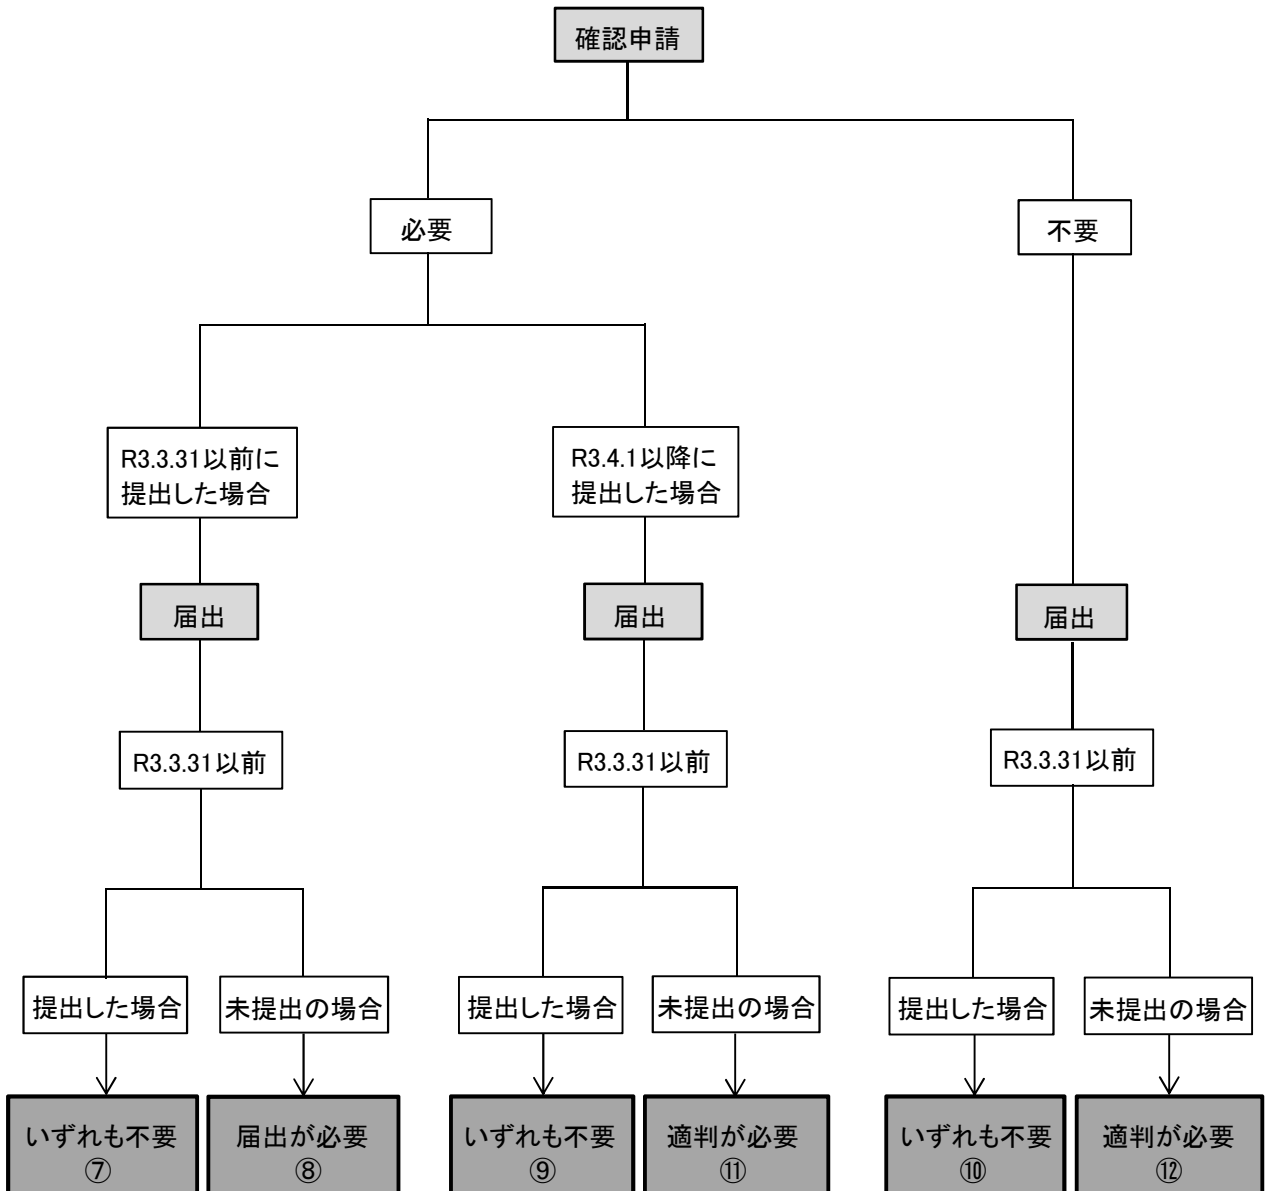 確認申請
必要
不要
R3.3.31以前に
提出した場合
R3.4.1以降に
提出した場合
届出
届出
届出
R3.3.31以前
R3.3.31以前
R3.3.31以前
提出した場合
未提出の場合
提出した場合
未提出の場合
提出した場合
未提出の場合
いずれも不要
⑦
届出が必要
⑧
いずれも不要
⑨
適判が必要
⑪
いずれも不要
⑩
適判が必要
⑫